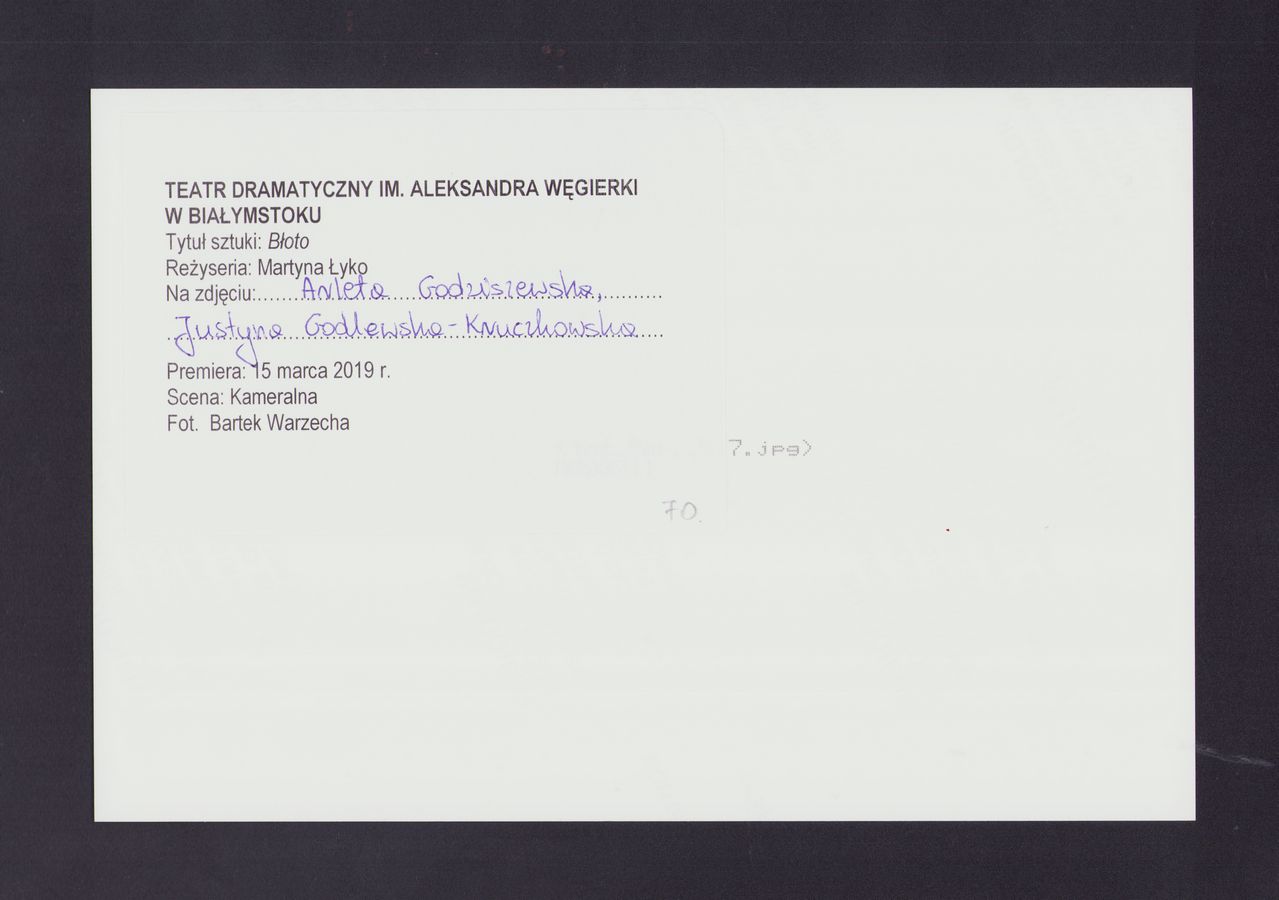 TEATR DRAMATYCZNY IM. ALEKSANDRA WĘGIERKI
W BIAŁYMSTOKU
Tytuł sztuki: Błoto
Reżyseria: Martyna Łyko
Na zdjęciu:.......Arleta Godziszewska,..........
Justyna Godlewska-Kruczkowska....
Premiera: 15 marca 2019 r.
Scena: Kameralna
Fot. Bartek Warzecha
7.jpg)
70.